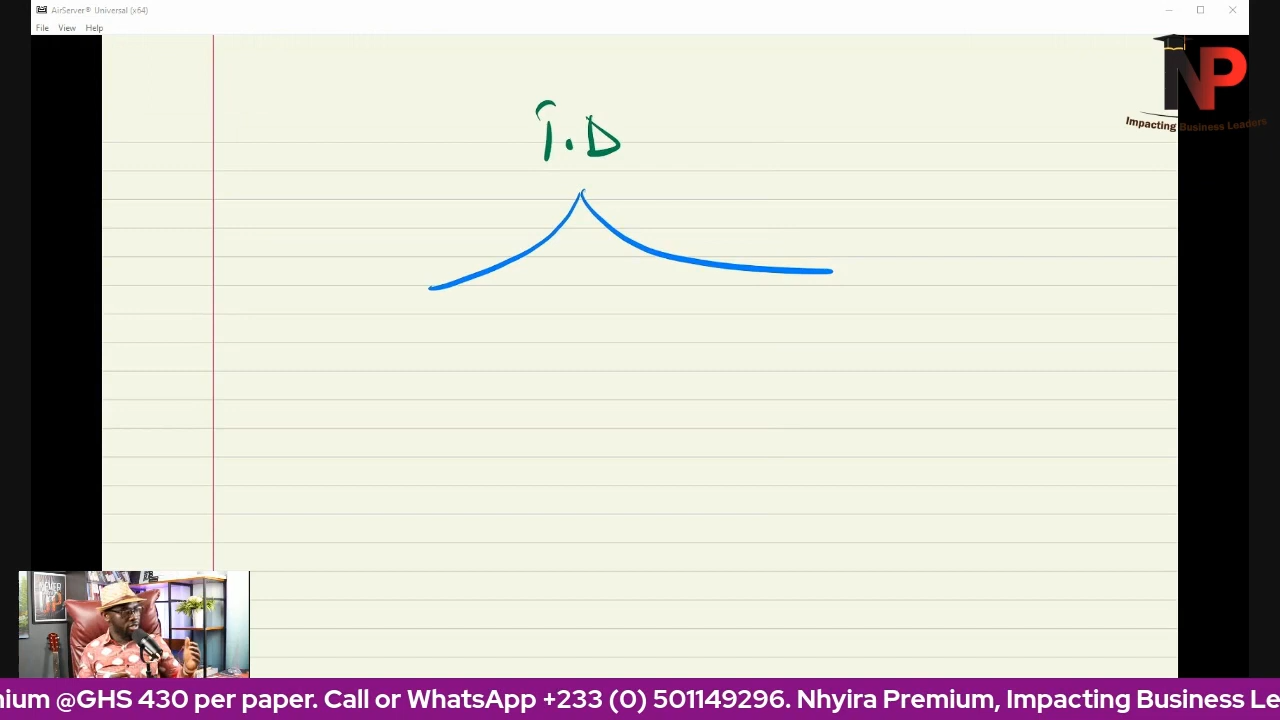 AirServer® Universal (x64)
File View Help
NP
Impacting Business Leaders
T.D
nium @GHS 430 per paper. Call or WhatsApp +233 (0) 501149296. Nhyira Premium, Impacting Business Le